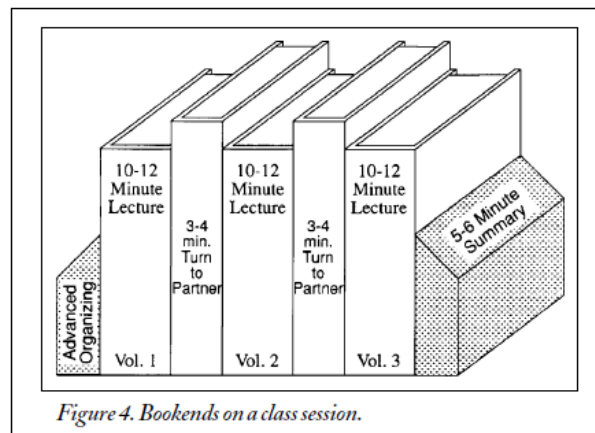 Advanced
Organizing
10-12
Minute
Lecture
Vol. 1
3-4
min.
Turn
to
Partner
10-12
Minute
Lecture
Vol. 2
3-4
min.
Turn
to
Partner
10-12
Minute
Lecture
Vol. 3
5-6 Minute
Summary
Figure 4. Bookends on a class session.